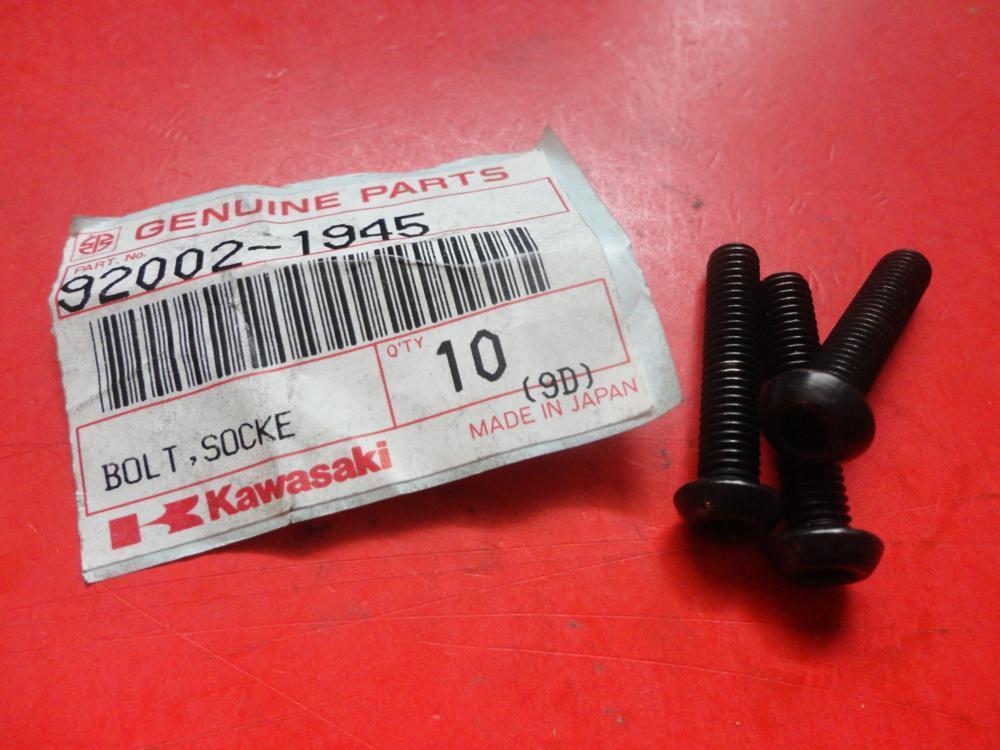 GENUINE PARTS
PART. No.
92002-1945
Q'TY 10
(9D)
BOLT,SOCKE
MADE IN JAPAN
Kawasaki